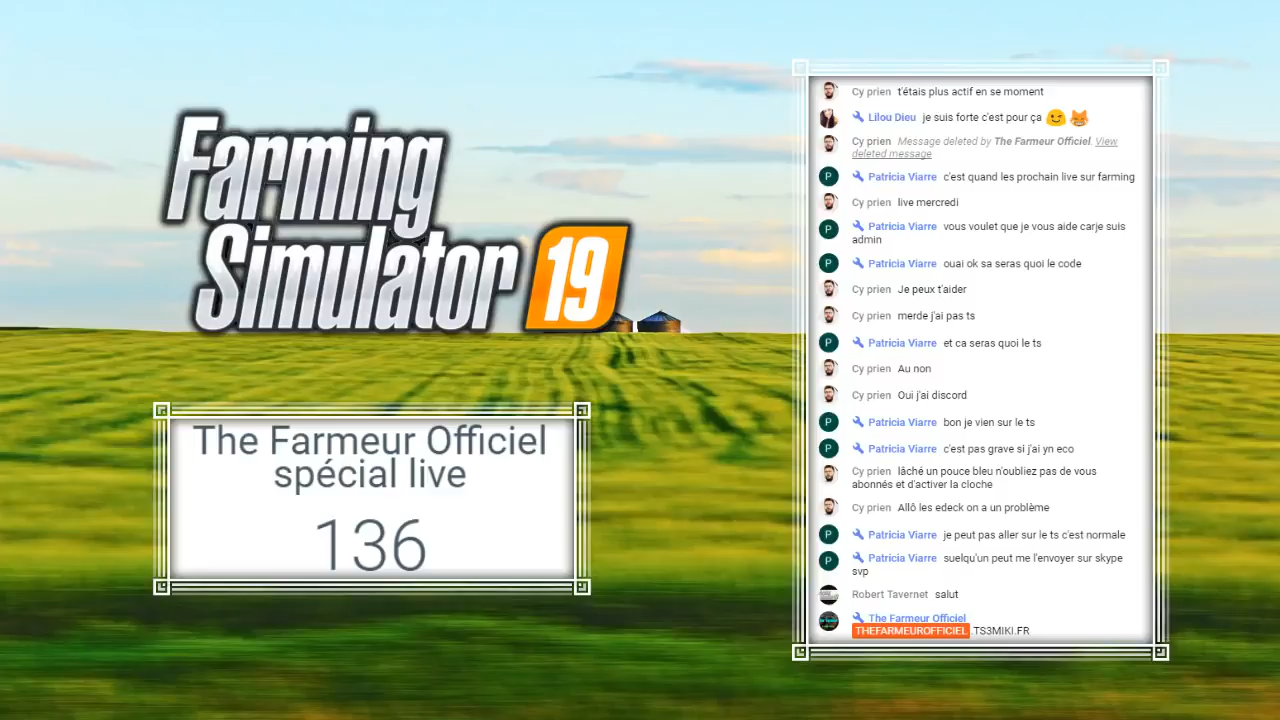 Farming
Simulator 19
The Farmeur Officiel
spécial live
136
Cy prien t'étais plus actif en se moment
Lilou Dieu je suis forte c'est pour ça
Cy prien Message deleted by The Farmeur Officiel. View
deleted message
P Patricia Viarre c'est quand les prochain live sur farming
Cy prien live mercredi
P Patricia Viarre vous voulet que je vous aide carje suis
admin
P Patricia Viarre ouai ok sa seras quoi le code
Cy prien Je peux t'aider
Cy prien merde j'ai pas ts
P Patricia Viarre et ca seras quoi le ts
Cy prien Au non
Cy prien Oui j'ai discord
P Patricia Viarre bon je vien sur le ts
P Patricia Viarre c'est pas grave si j'ai yn eco
Cy prien lâché un pouce bleu n'oubliez pas de vous
abonnés et d'activer la cloche
Cy prien Allô les edeck on a un problème
P Patricia Viarre je peut pas aller sur le ts c'est normale
P Patricia Viarre suelqu'un peut me l'envoyer sur skype
svp
Robert Tavernet salut
The Farmeur Officiel
THEFARMEUROFFICIEL.TS3MIKI.FR